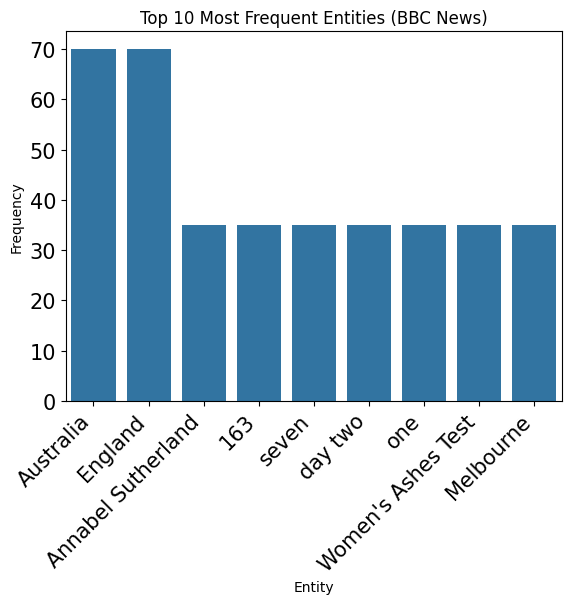 Top 10 Most Frequent Entities (BBC News)
Frequency
70
60
50
40
30
20
10
0
Australia
England
Annabel Sutherland
163
seven
day two
one
Women's Ashes Test
Melbourne
Entity